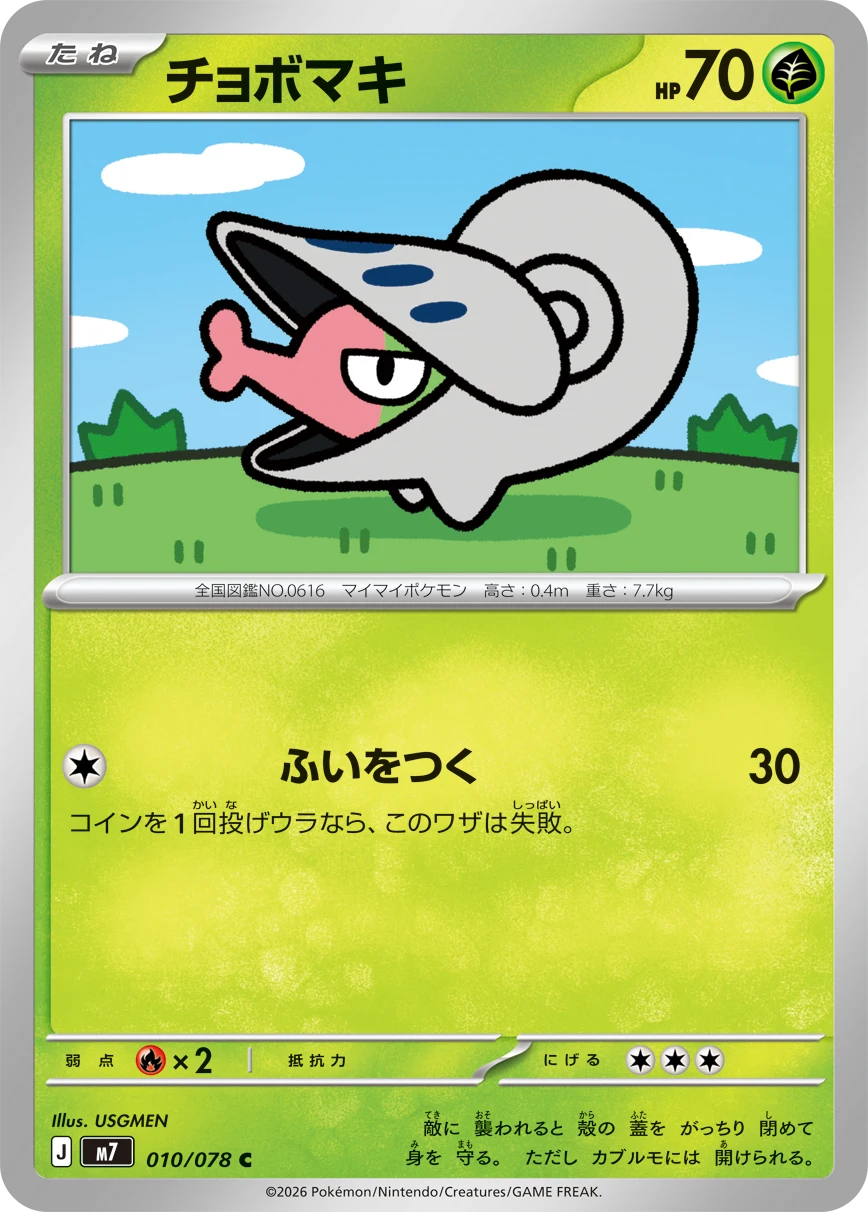 たね
チョボマキ
HP70
全国図鑑NO.0616 マイマイポケモン 高さ:0.4m 重さ:7.7kg
ふいをつく 30
コインを1回投げウラなら、このワザは失敗。
弱点 ×2 抵抗力 にげる
Illus. USGMEN
敵に 襲われると 殻の 蓋を がっちり 閉めて
身を 守る。 ただし カブルモには 開けられる。
J M7 010/078 C
©2026 Pokémon/Nintendo/Creatures/GAME FREAK.